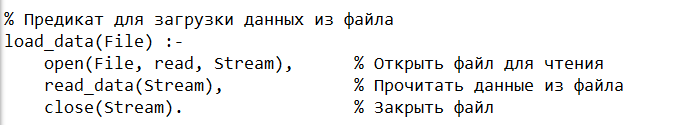 % Предикат для загрузки данных из файла
load_data(File) :-
    open(File, read, Stream),      % Открыть файл для чтения
    read_data(Stream),             % Прочитать данные из файла
    close(Stream).                 % Закрыть файл